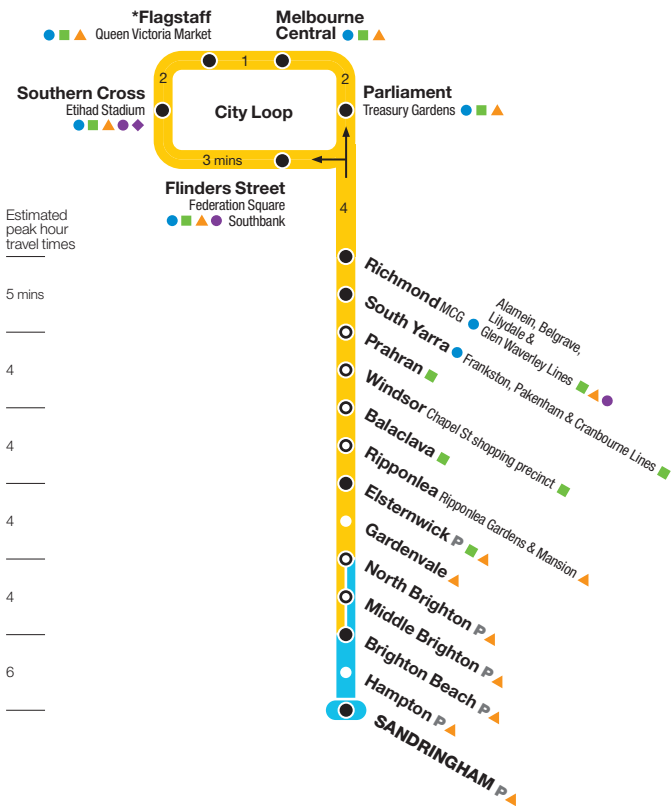 *Flagstaff
Queen Victoria Market
Melbourne
Central
2
1
2
Southern Cross
Etihad Stadium
City Loop
Parliament
Treasury Gardens
3 mins
Flinders Street
Federation Square
Southbank
4
Estimated
peak hour
travel times
5 mins
4
4
4
4
6
Richmond MCG
Alamein, Belgrave,
Lilydale &
Glen Waverley Lines
South Yarra Frankston, Pakenham & Cranbourne Lines
Prahran
Windsor Chapel St shopping precinct
Balaclava
Ripponlea Ripponlea Gardens & Mansion
Elsternwick P
Gardenvale
North Brighton P
Middle Brighton P
Brighton Beach P
Hampton P
SANDRINGHAM P